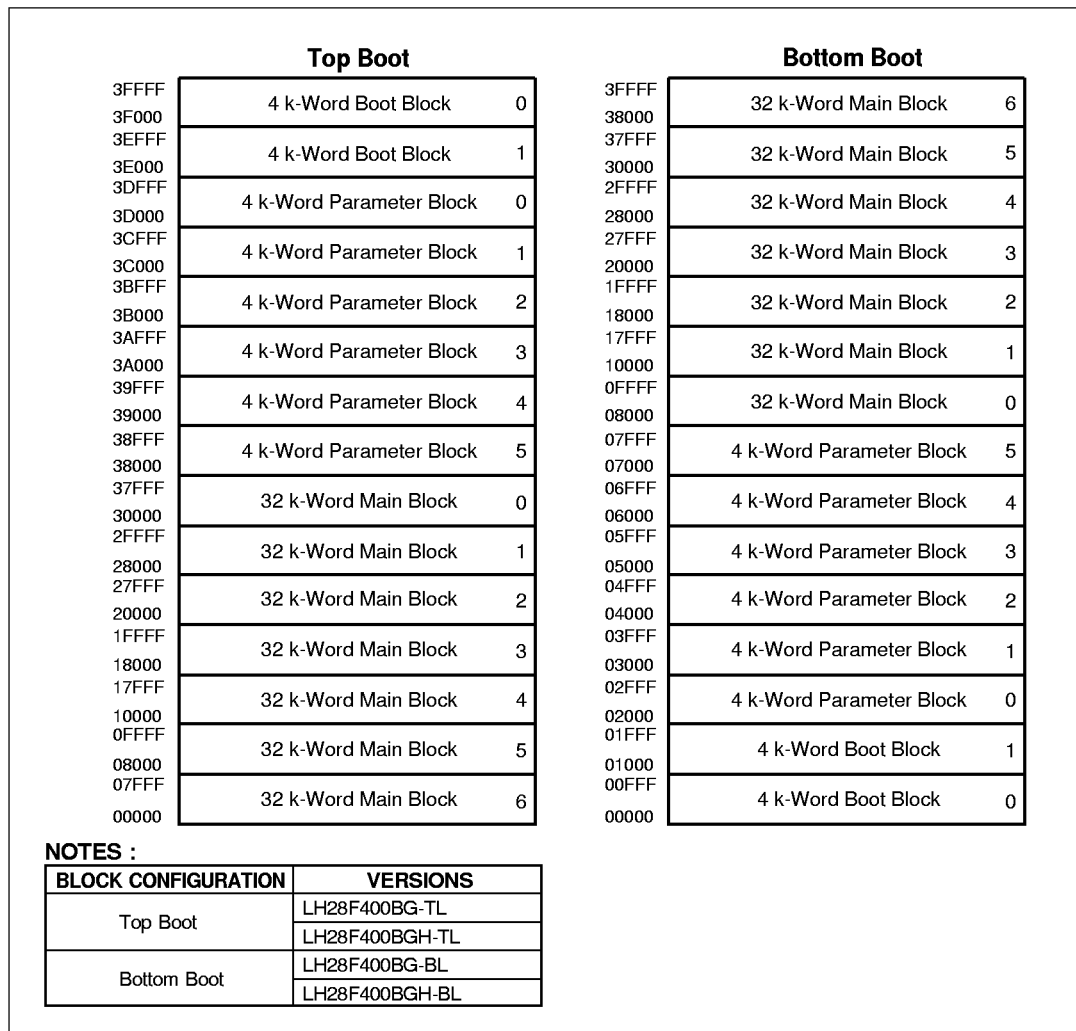 Top Boot
3FFFF
3F000
4 k-Word Boot Block 0
3EFFF
3E000
4 k-Word Boot Block 1
3DFFF
3D000
4 k-Word Parameter Block 0
3CFFF
3C000
4 k-Word Parameter Block 1
3BFFF
3B000
4 k-Word Parameter Block 2
3AFFF
3A000
4 k-Word Parameter Block 3
39FFF
39000
4 k-Word Parameter Block 4
38FFF
38000
4 k-Word Parameter Block 5
37FFF
30000
32 k-Word Main Block 0
2FFFF
28000
32 k-Word Main Block 1
27FFF
20000
32 k-Word Main Block 2
1FFFF
18000
32 k-Word Main Block 3
17FFF
10000
32 k-Word Main Block 4
0FFFF
08000
32 k-Word Main Block 5
07FFF
00000
32 k-Word Main Block 6
Bottom Boot
3FFFF
38000
32 k-Word Main Block 6
37FFF
30000
32 k-Word Main Block 5
2FFFF
28000
32 k-Word Main Block 4
27FFF
20000
32 k-Word Main Block 3
1FFFF
18000
32 k-Word Main Block 2
17FFF
10000
32 k-Word Main Block 1
0FFFF
08000
32 k-Word Main Block 0
07FFF
07000
4 k-Word Parameter Block 5
06FFF
06000
4 k-Word Parameter Block 4
05FFF
05000
4 k-Word Parameter Block 3
04FFF
04000
4 k-Word Parameter Block 2
03FFF
03000
4 k-Word Parameter Block 1
02FFF
02000
4 k-Word Parameter Block 0
01FFF
01000
4 k-Word Boot Block 1
00FFF
00000
4 k-Word Boot Block 0
NOTES :
BLOCK CONFIGURATION VERSIONS
Top Boot
LH28F400BG-TL
LH28F400BGH-TL
Bottom Boot
LH28F400BG-BL
LH28F400BGH-BL